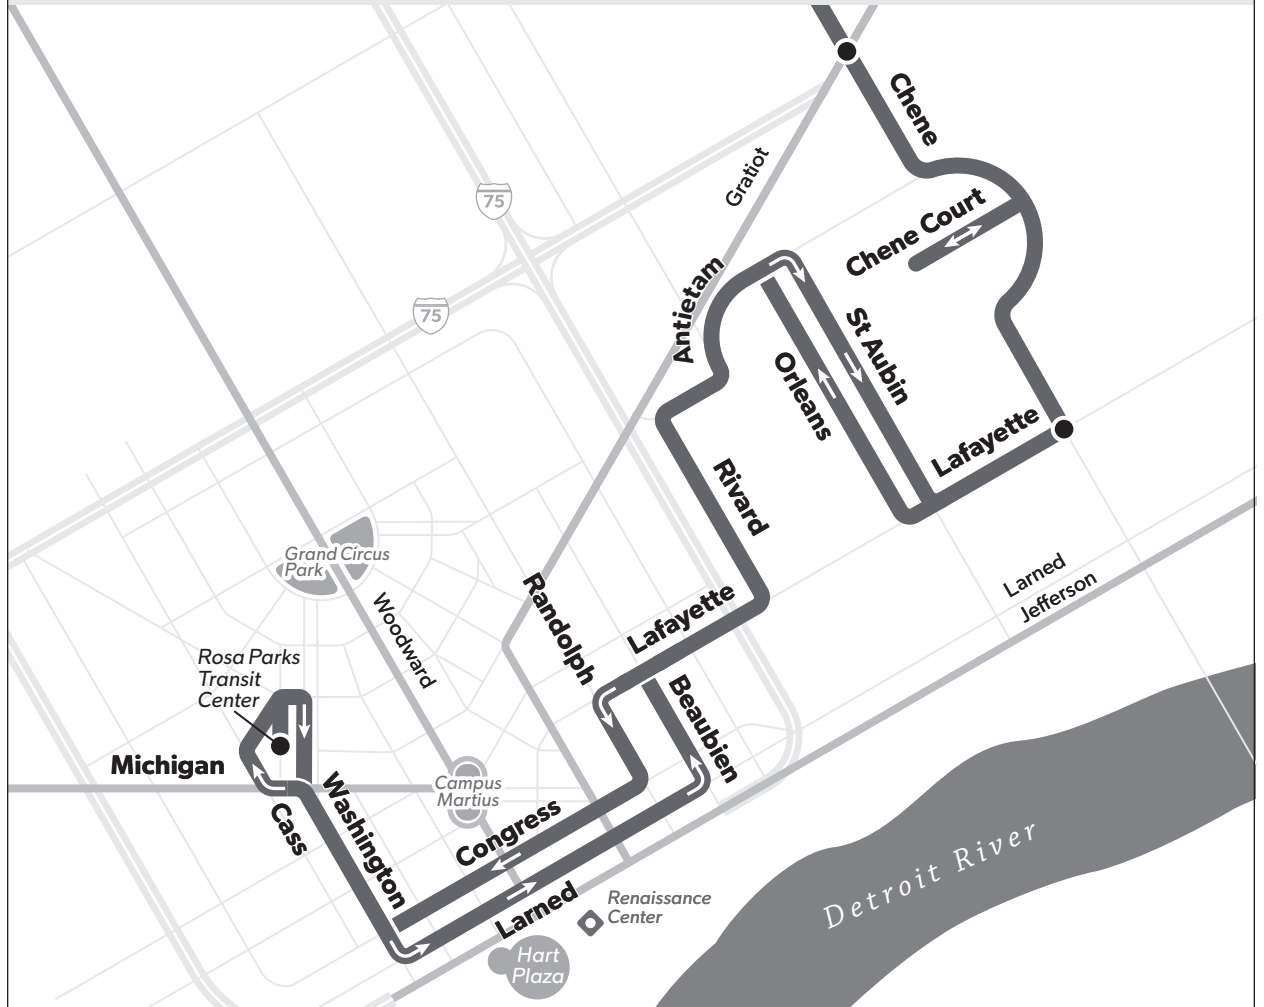 Chene
Gratiot
75
Chene Court
Antietam
75
St Aubin
Orleans
Lafayette
Rivard
Grand Circus
Park
Larned
Jefferson
Randolph
Woodward
Lafayette
Rosa Parks
Transit
Center
Beaubien
Michigan
Washington
Campus
Martius
Cass
Congress
Detroit River
Larned
Renaissance
Center
Hart
Plaza